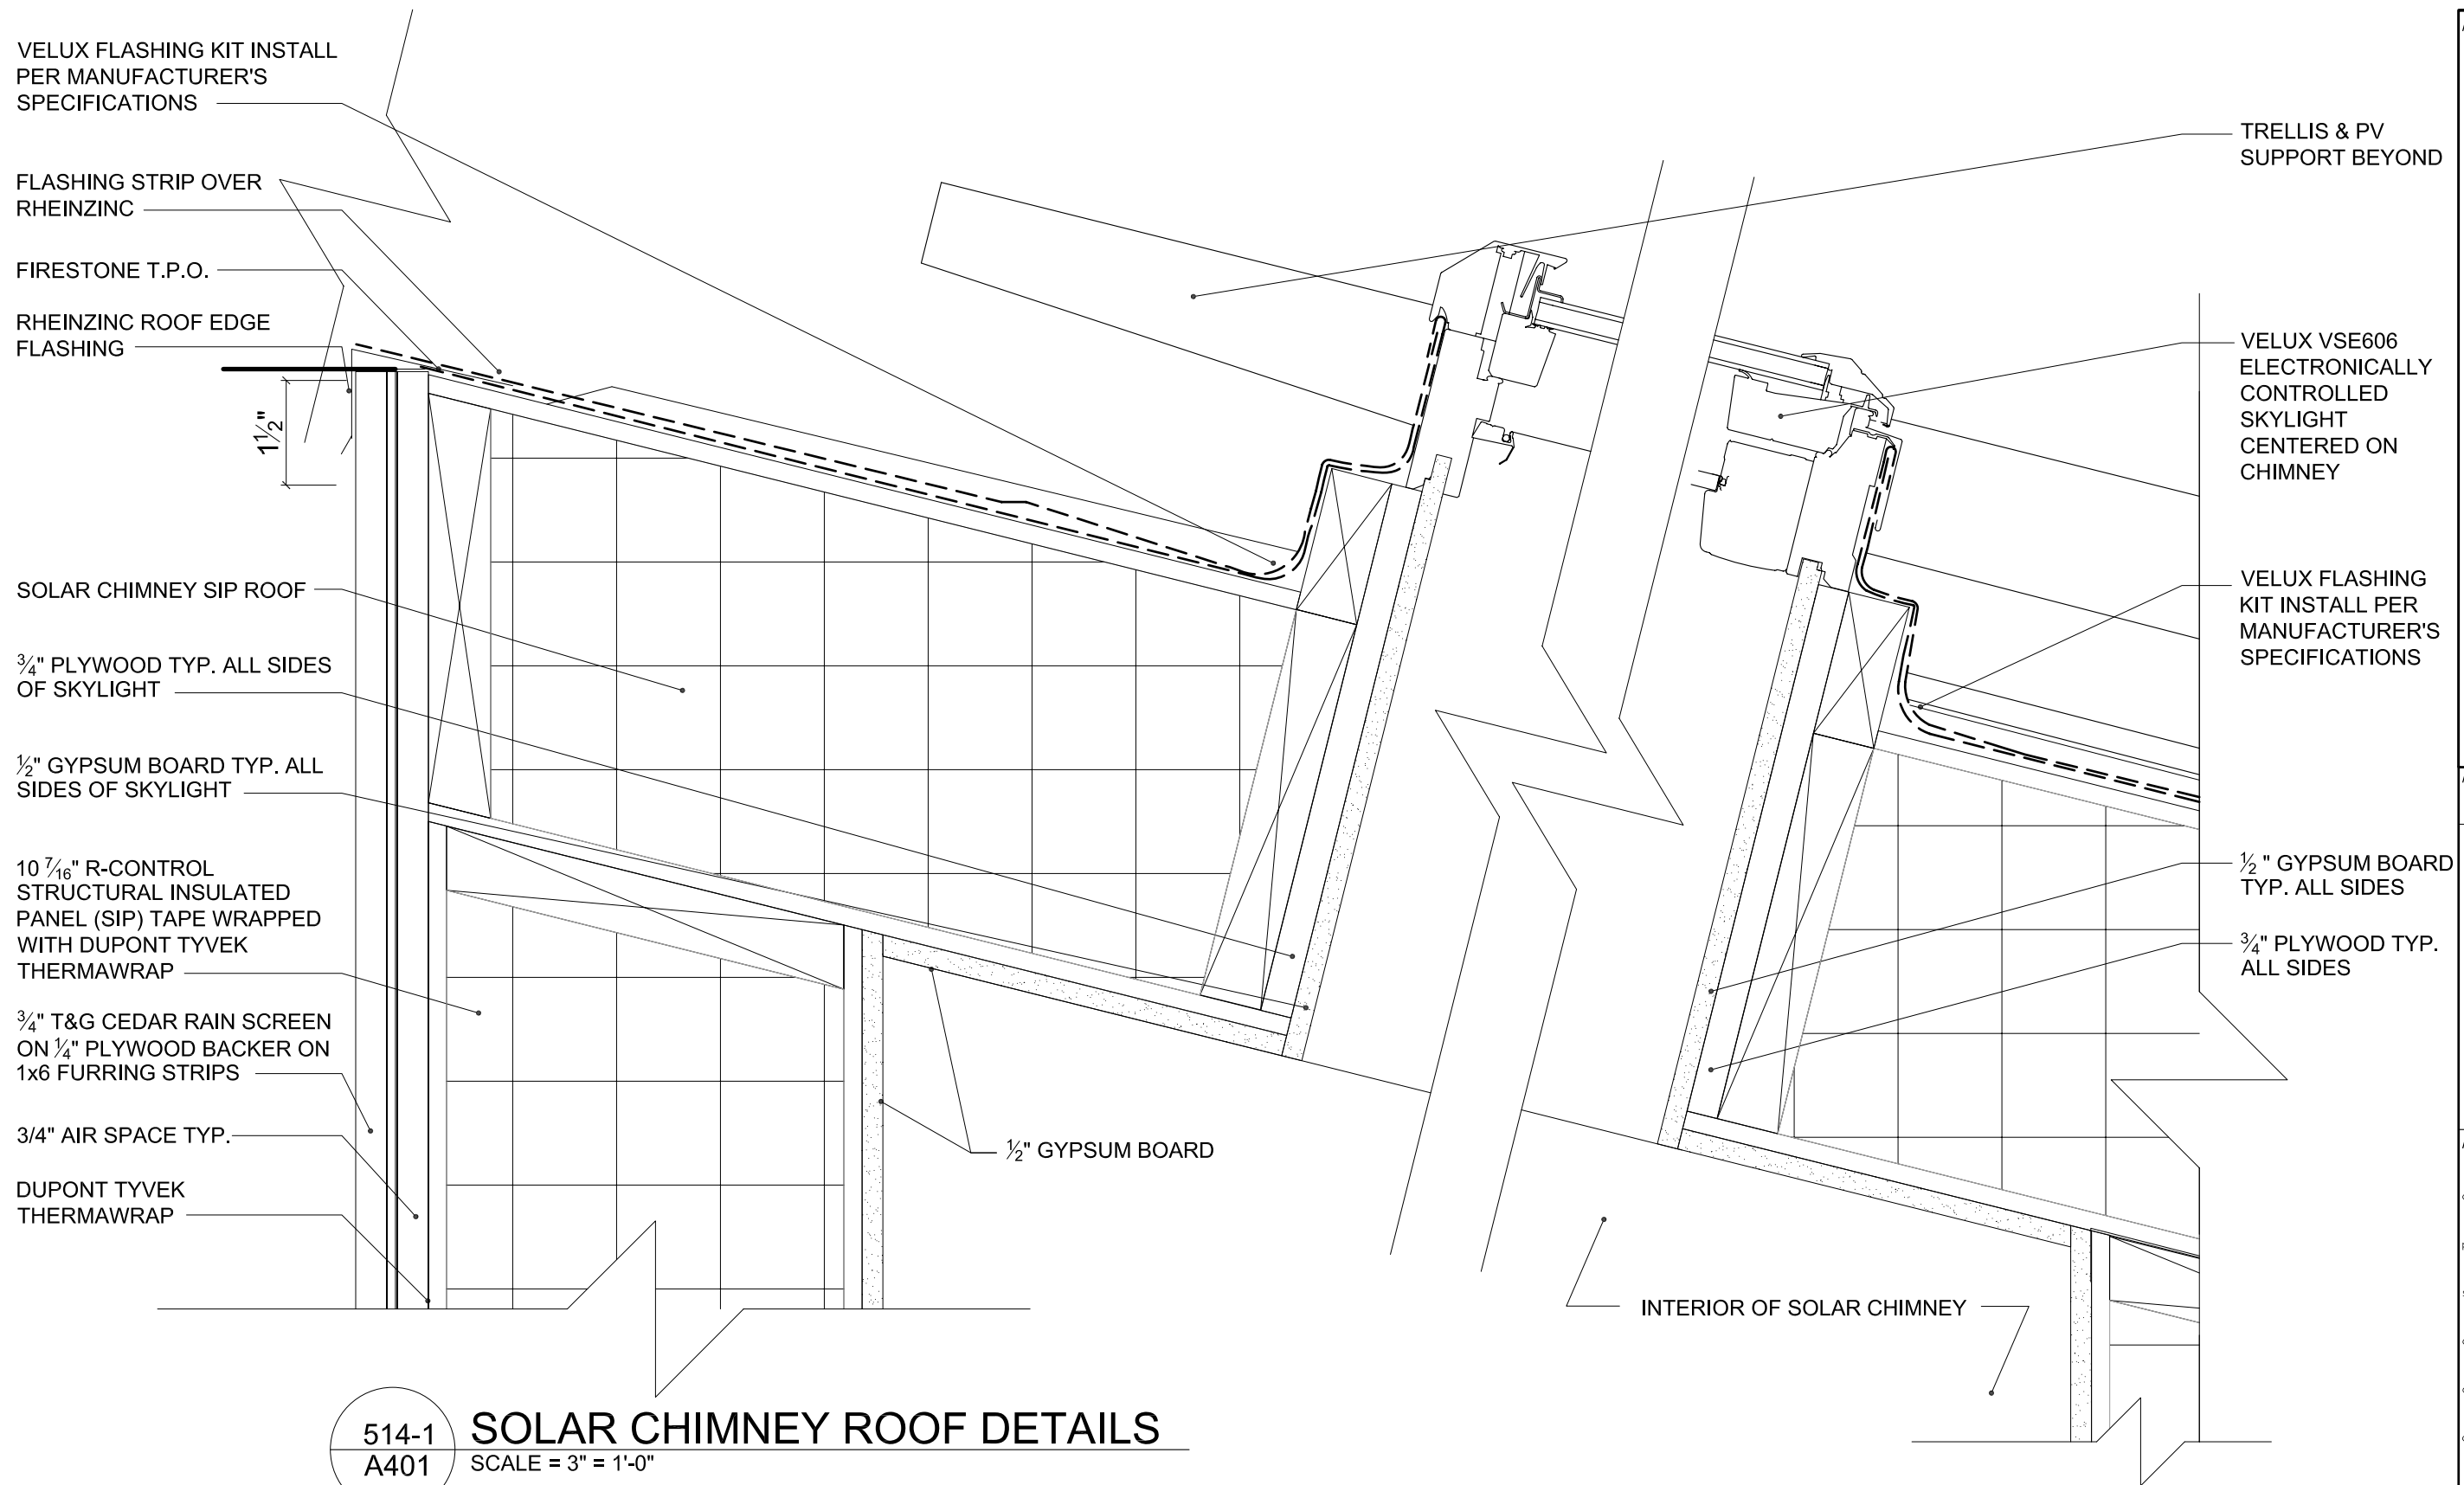 VELUX FLASHING KIT INSTALL
PER MANUFACTURER'S
SPECIFICATIONS
FLASHING STRIP OVER
RHEINZINC
FIRESTONE T.P.O.
RHEINZINC ROOF EDGE
FLASHING
1½"
SOLAR CHIMNEY SIP ROOF
¾" PLYWOOD TYP. ALL SIDES
OF SKYLIGHT
½" GYPSUM BOARD TYP. ALL
SIDES OF SKYLIGHT
10 7⁄16" R-CONTROL
STRUCTURAL INSULATED
PANEL (SIP) TAPE WRAPPED
WITH DUPONT TYVEK
THERMAWRAP
¾" T&G CEDAR RAIN SCREEN
ON ¼" PLYWOOD BACKER ON
1x6 FURRING STRIPS
3/4" AIR SPACE TYP.
DUPONT TYVEK
THERMAWRAP
½" GYPSUM BOARD
TRELLIS & PV
SUPPORT BEYOND
VELUX VSE606
ELECTRONICALLY
CONTROLLED
SKYLIGHT
CENTERED ON
CHIMNEY
VELUX FLASHING
KIT INSTALL PER
MANUFACTURER'S
SPECIFICATIONS
½ " GYPSUM BOARD
TYP. ALL SIDES
¾" PLYWOOD TYP.
ALL SIDES
INTERIOR OF SOLAR CHIMNEY
514-1
A401
SOLAR CHIMNEY ROOF DETAILS
SCALE = 3" = 1'-0"